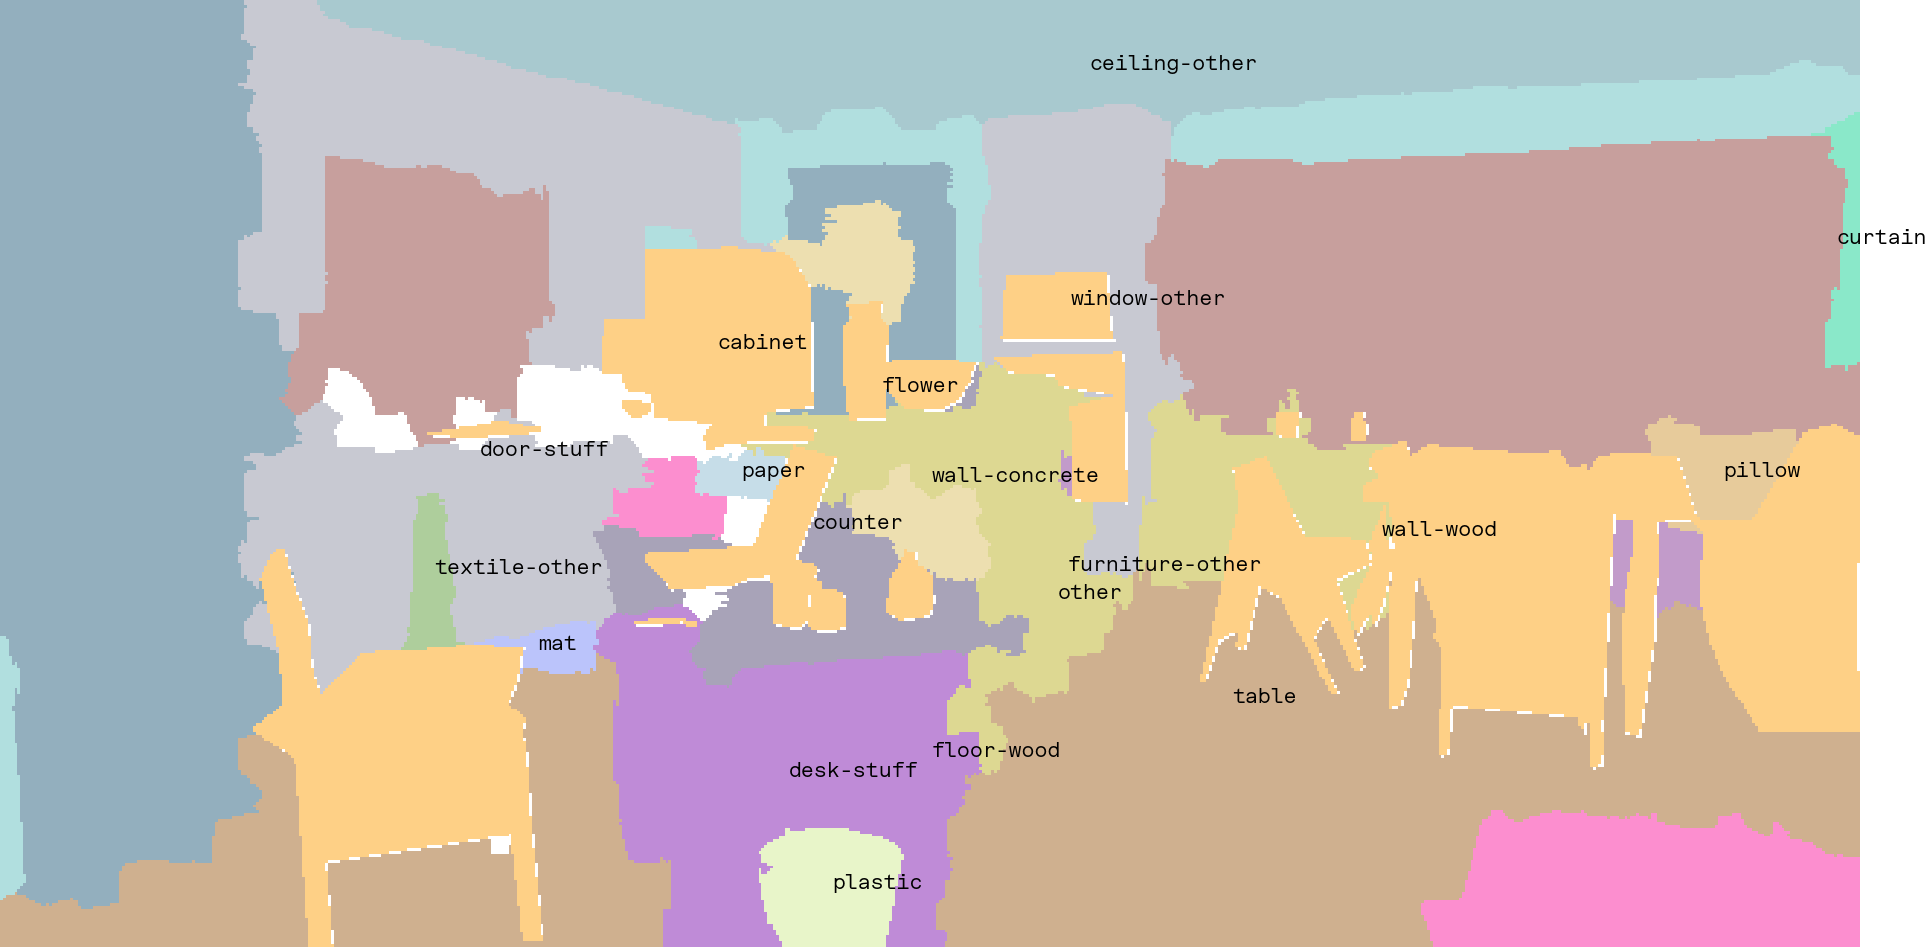 ceiling-other
curtain
window-other
cabinet
flower
door-stuff
paper
wall-concrete
pillow
counter
wall-wood
textile-other
furniture-other
other
mat
table
floor-wood
desk-stuff
plastic